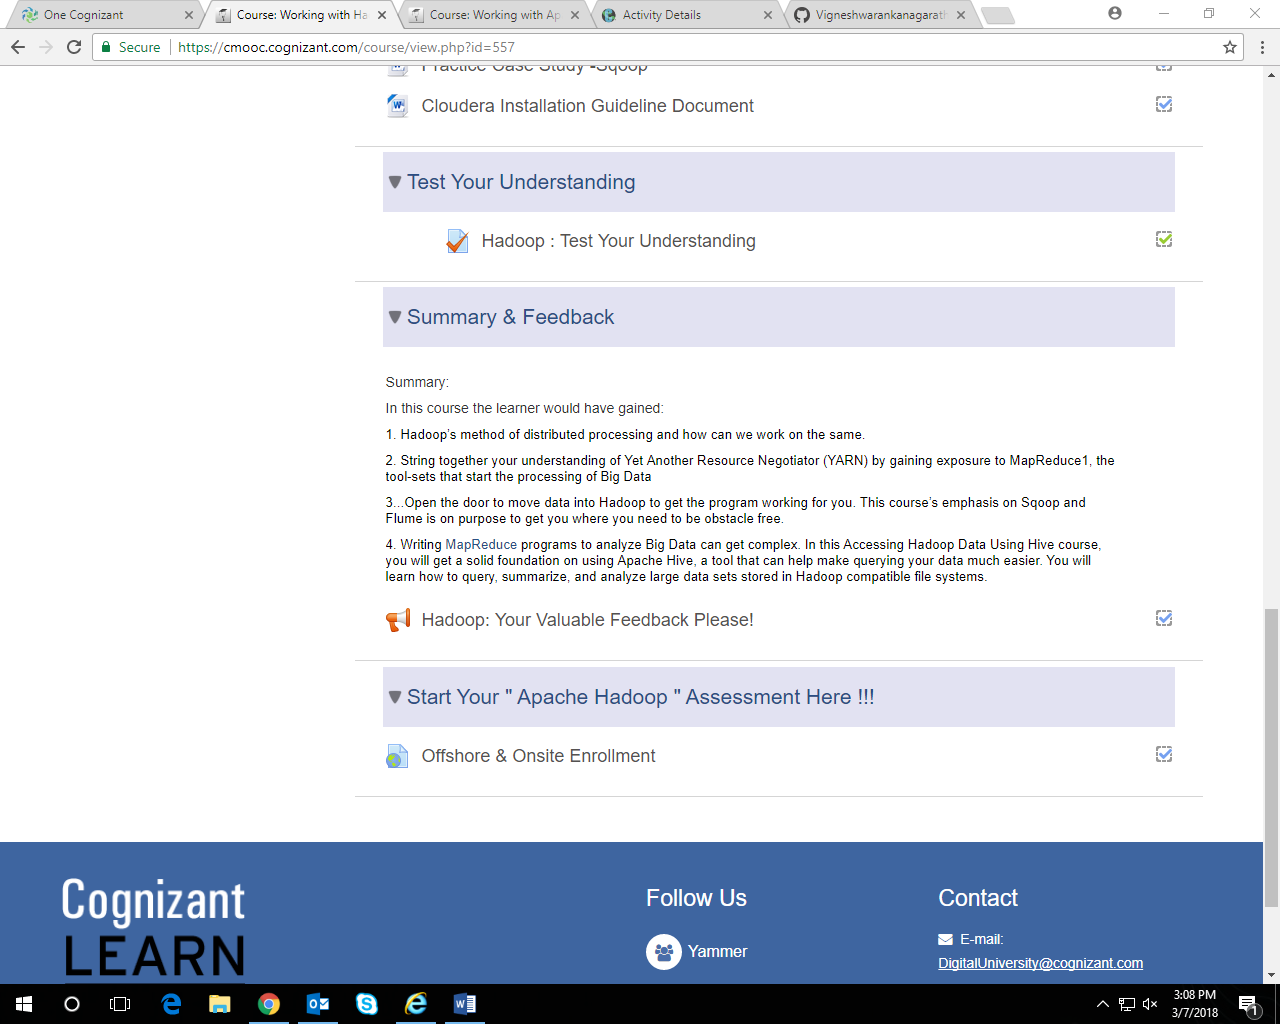 One Cognizant
Course: Working with Ha
Course: Working with Ap
Activity Details
Vigneshwarankanagarath
Secure
https://cmooc.cognizant.com/course/view.php?id=557
Practice Case Study -Sqoop
Cloudera Installation Guideline Document
Test Your Understanding
Hadoop : Test Your Understanding
Summary & Feedback
Summary:
In this course the learner would have gained:
1. Hadoop's method of distributed processing and how can we work on the same.
2. String together your understanding of Yet Another Resource Negotiator (YARN) by gaining exposure to MapReduce1, the
tool-sets that start the processing of Big Data
3...Open the door to move data into Hadoop to get the program working for you. This course's emphasis on Sqoop and
Flume is on purpose to get you where you need to be obstacle free.
4. Writing MapReduce programs to analyze Big Data can get complex. In this Accessing Hadoop Data Using Hive course,
you will get a solid foundation on using Apache Hive, a tool that can help make querying your data much easier. You will
learn how to query, summarize, and analyze large data sets stored in Hadoop compatible file systems.
Hadoop: Your Valuable Feedback Please!
Start Your " Apache Hadoop " Assessment Here !!!
Offshore & Onsite Enrollment
Cognizant
LEARN
Follow Us
Yammer
Contact
E-mail:
DigitalUniversity@cognizant.com
3:08 PM
3/7/2018
1